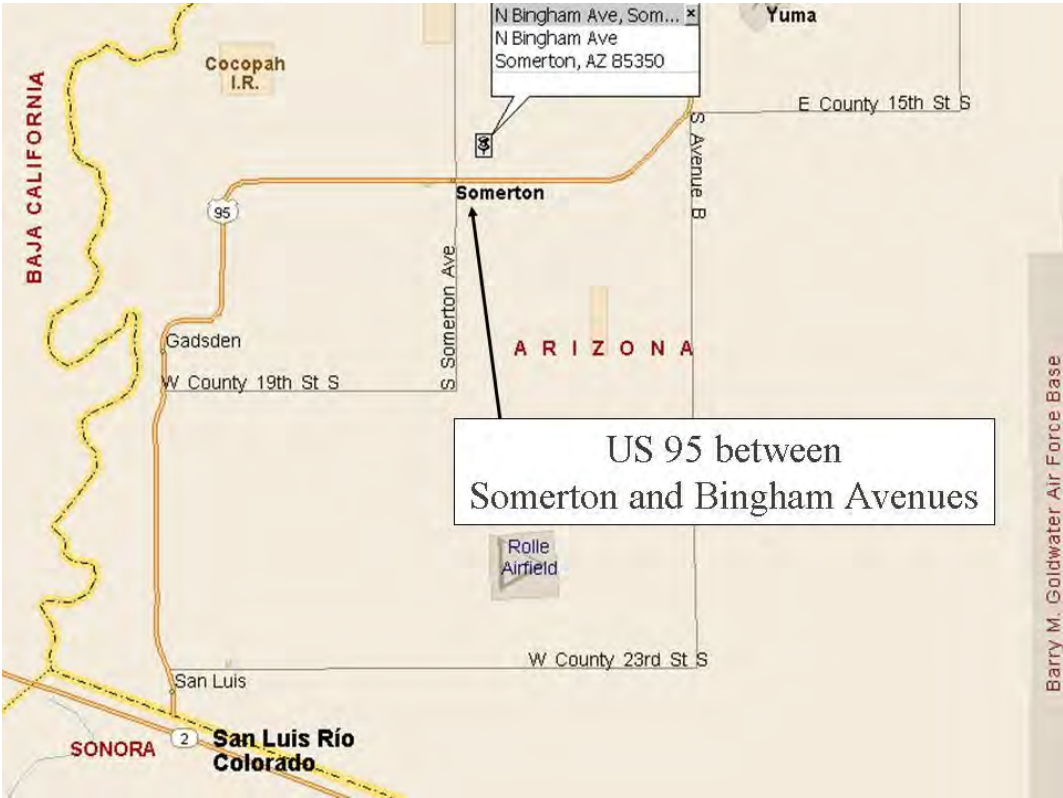 N Bingham Ave, Som... ×
N Bingham Ave
Somerton, AZ 85350
Yuma
Cocopah
I.R.
E County 15th St S
BAJA CALIFORNIA
S Avenue B
Somerton
95
S Somerton Ave
Gadsden
ARIZONA
W County 19th St S
Barry M. Goldwater Air Force Base
US 95 between
Somerton and Bingham Avenues
Rolle
Airfield
W County 23rd St S
San Luis
SONORA
2
San Luis Río
Colorado